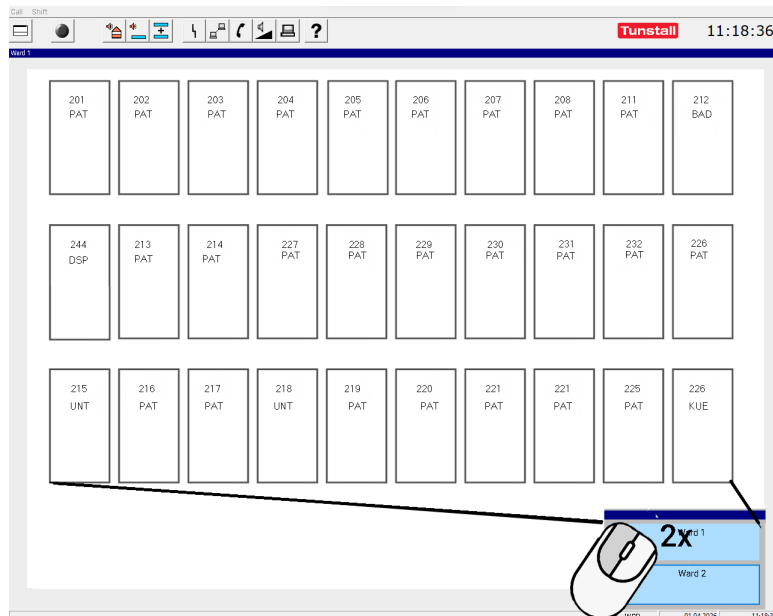 Call Shift
? Tunstall 11:18:36
Ward 1
201 202 203 204 205 206 207 208 211 212
PAT PAT PAT PAT PAT PAT PAT PAT PAT BAD
244 213 214 227 228 229 230 231 232 226
DSP PAT PAT PAT PAT PAT PAT PAT PAT PAT
215 216 217 218 219 220 221 221 225 226
UNT PAT PAT UNT PAT PAT PAT PAT PAT KUE
2x
Ward 1
Ward 2
01.04.2026